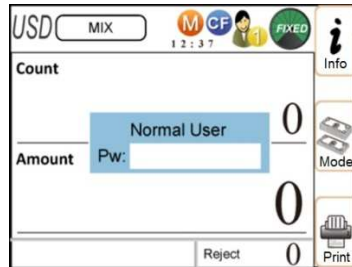 USD MIX M CF 1 FIXED
12:37
i
Info
Count
0
Normal User
Pw:
Mode
Amount
0
Reject 0
Print